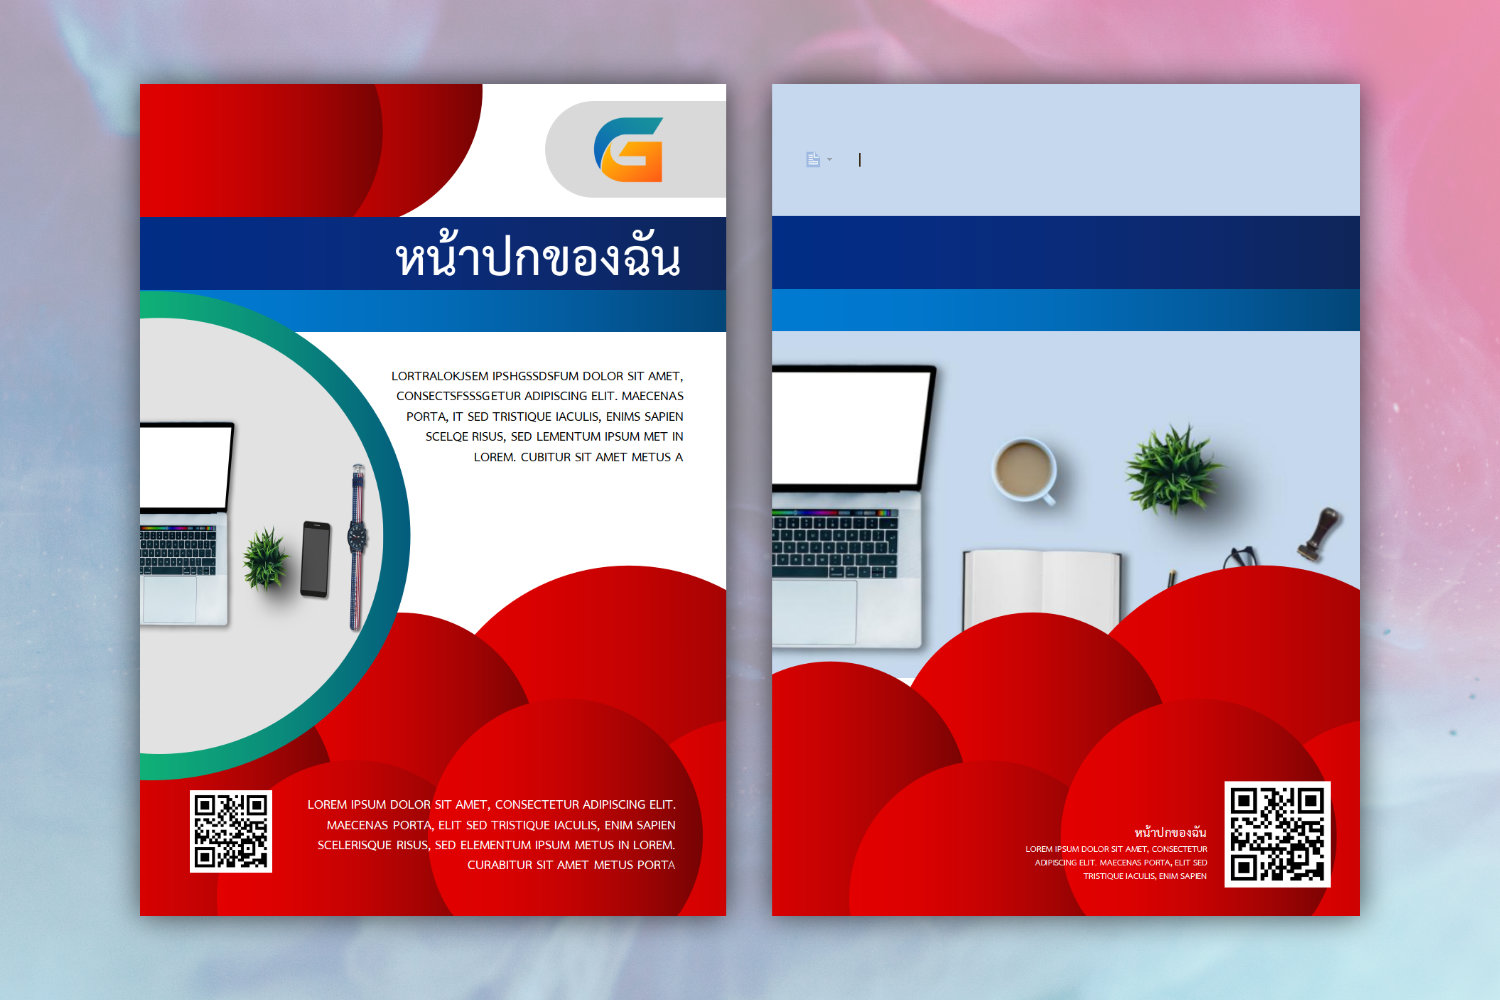 G
หน้าปกของฉัน
LORTRALOKJSEM IPSHGSSDSFUM DOLOR SIT AMET,
CONSECTSFSSSGETUR ADIPISCING ELIT. MAECENAS
PORTA, IT SED TRISTIQUE IACULIS, ENIMS SAPIEN
SCELQE RISUS, SED LEMENTUM IPSUM MET IN
LOREM. CUBITUR SIT AMET METUS A
LOREM IPSUM DOLOR SIT AMET, CONSECTETUR ADIPISCING ELIT.
MAECENAS PORTA, ELIT SED TRISTIQUE IACULIS, ENIM SAPIEN
SCELERISQUE RISUS, SED ELEMENTUM IPSUM METUS IN LOREM.
CURABITUR SIT AMET METUS PORTA
หน้าปกของฉัน
LOREM IPSUM DOLOR SIT AMET, CONSECTETUR
ADIPISCING ELIT. MAECENAS PORTA, ELIT SED
TRISTIQUE IACULIS, ENIM SAPIEN